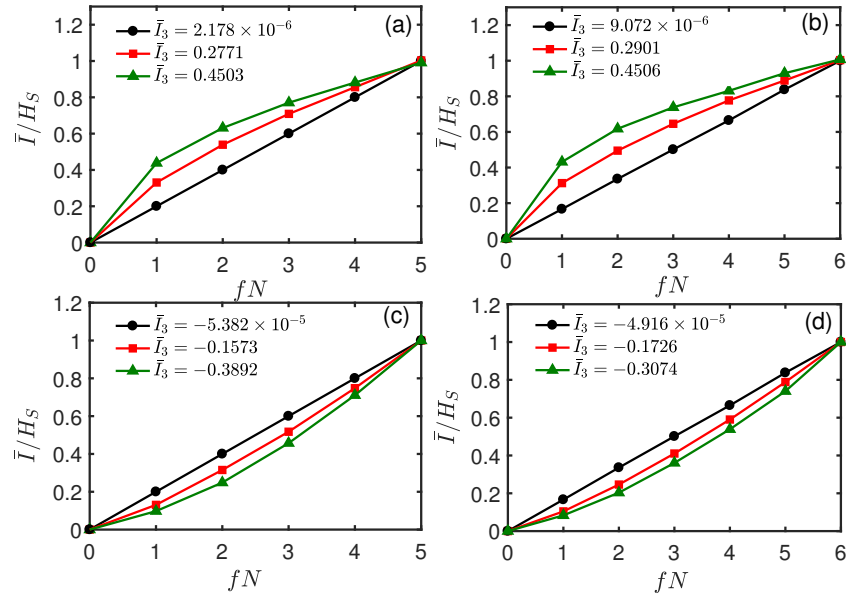 (a)
Ī₃ = 2.178 × 10⁻⁶
Ī₃ = 0.2771
Ī₃ = 0.4503
1.2
1
0.8
0.6
0.4
0.2
0
Ī/H_S
0 1 2 3 4 5
fN
(b)
Ī₃ = 9.072 × 10⁻⁶
Ī₃ = 0.2901
Ī₃ = 0.4506
1.2
1
0.8
0.6
0.4
0.2
0
Ī/H_S
0 1 2 3 4 5 6
fN
(c)
Ī₃ = −5.382 × 10⁻⁵
Ī₃ = −0.1573
Ī₃ = −0.3892
1.2
1
0.8
0.6
0.4
0.2
0
Ī/H_S
0 1 2 3 4 5
fN
(d)
Ī₃ = −4.916 × 10⁻⁵
Ī₃ = −0.1726
Ī₃ = −0.3074
1.2
1
0.8
0.6
0.4
0.2
0
Ī/H_S
0 1 2 3 4 5 6
fN